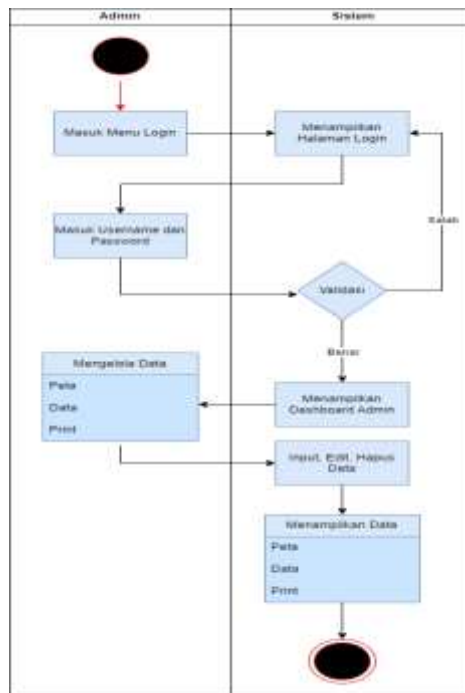 Admin
Sistem
Masuk Menu Login
Menampilkan
Halaman Login
Salah
Masuk Username dan
Password
Validasi
Benar
Mengelola Data
Peta
Data
Print
Menampilkan
Dashboard Admin
Input, Edit, Hapus
Data
Menampilkan Data
Peta
Data
Print